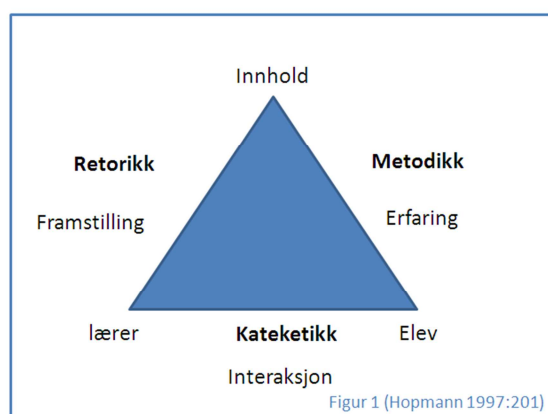 Innhold
Retorikk
Metodikk
Framstilling
Erfaring
lærer
Kateketikk
Elev
Interaksjon
Figur 1 (Hopmann 1997:201)